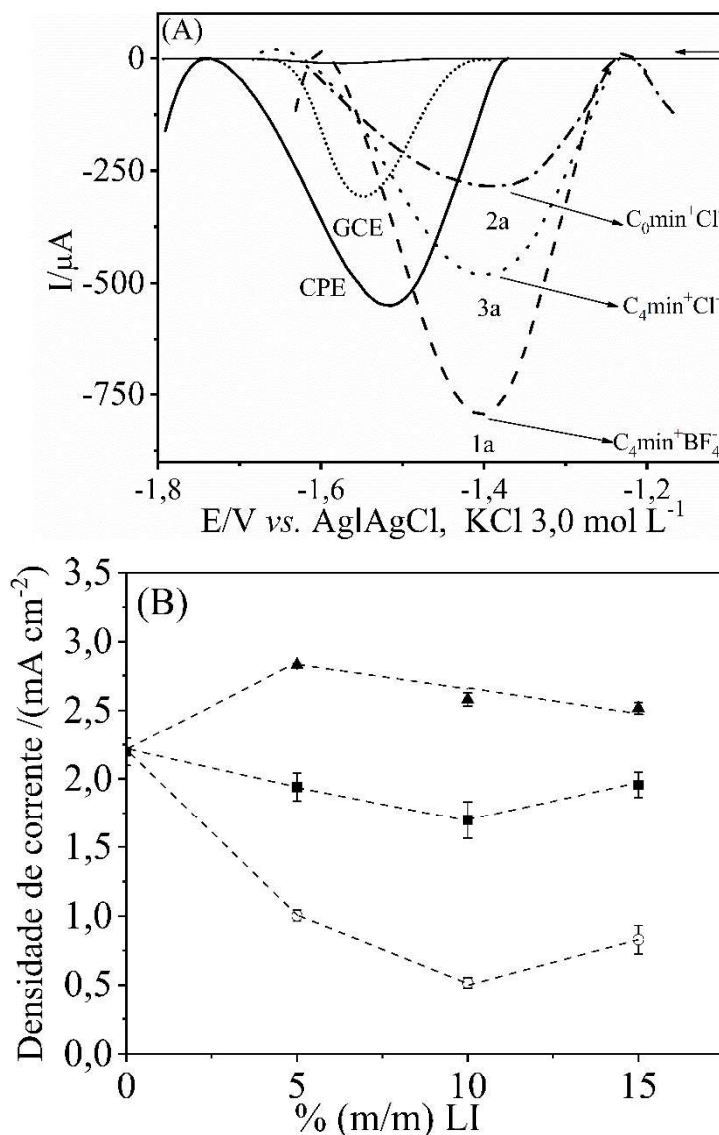 (A)
0
-250
-500
-750
I/µA
GCE
CPE
2a
3a
1a
C₀min⁺Cl⁻
C₄min⁺Cl⁻
C₄min⁺BF₄⁻
-1,8
-1,6
-1,4
-1,2
E/V vs. Ag|AgCl, KCl 3,0 mol L⁻¹
(B)
3,5
3,0
2,5
2,0
1,5
1,0
0,5
0,0
Densidade de corrente /(mA cm⁻²)
0
5
10
15
% (m/m) LI